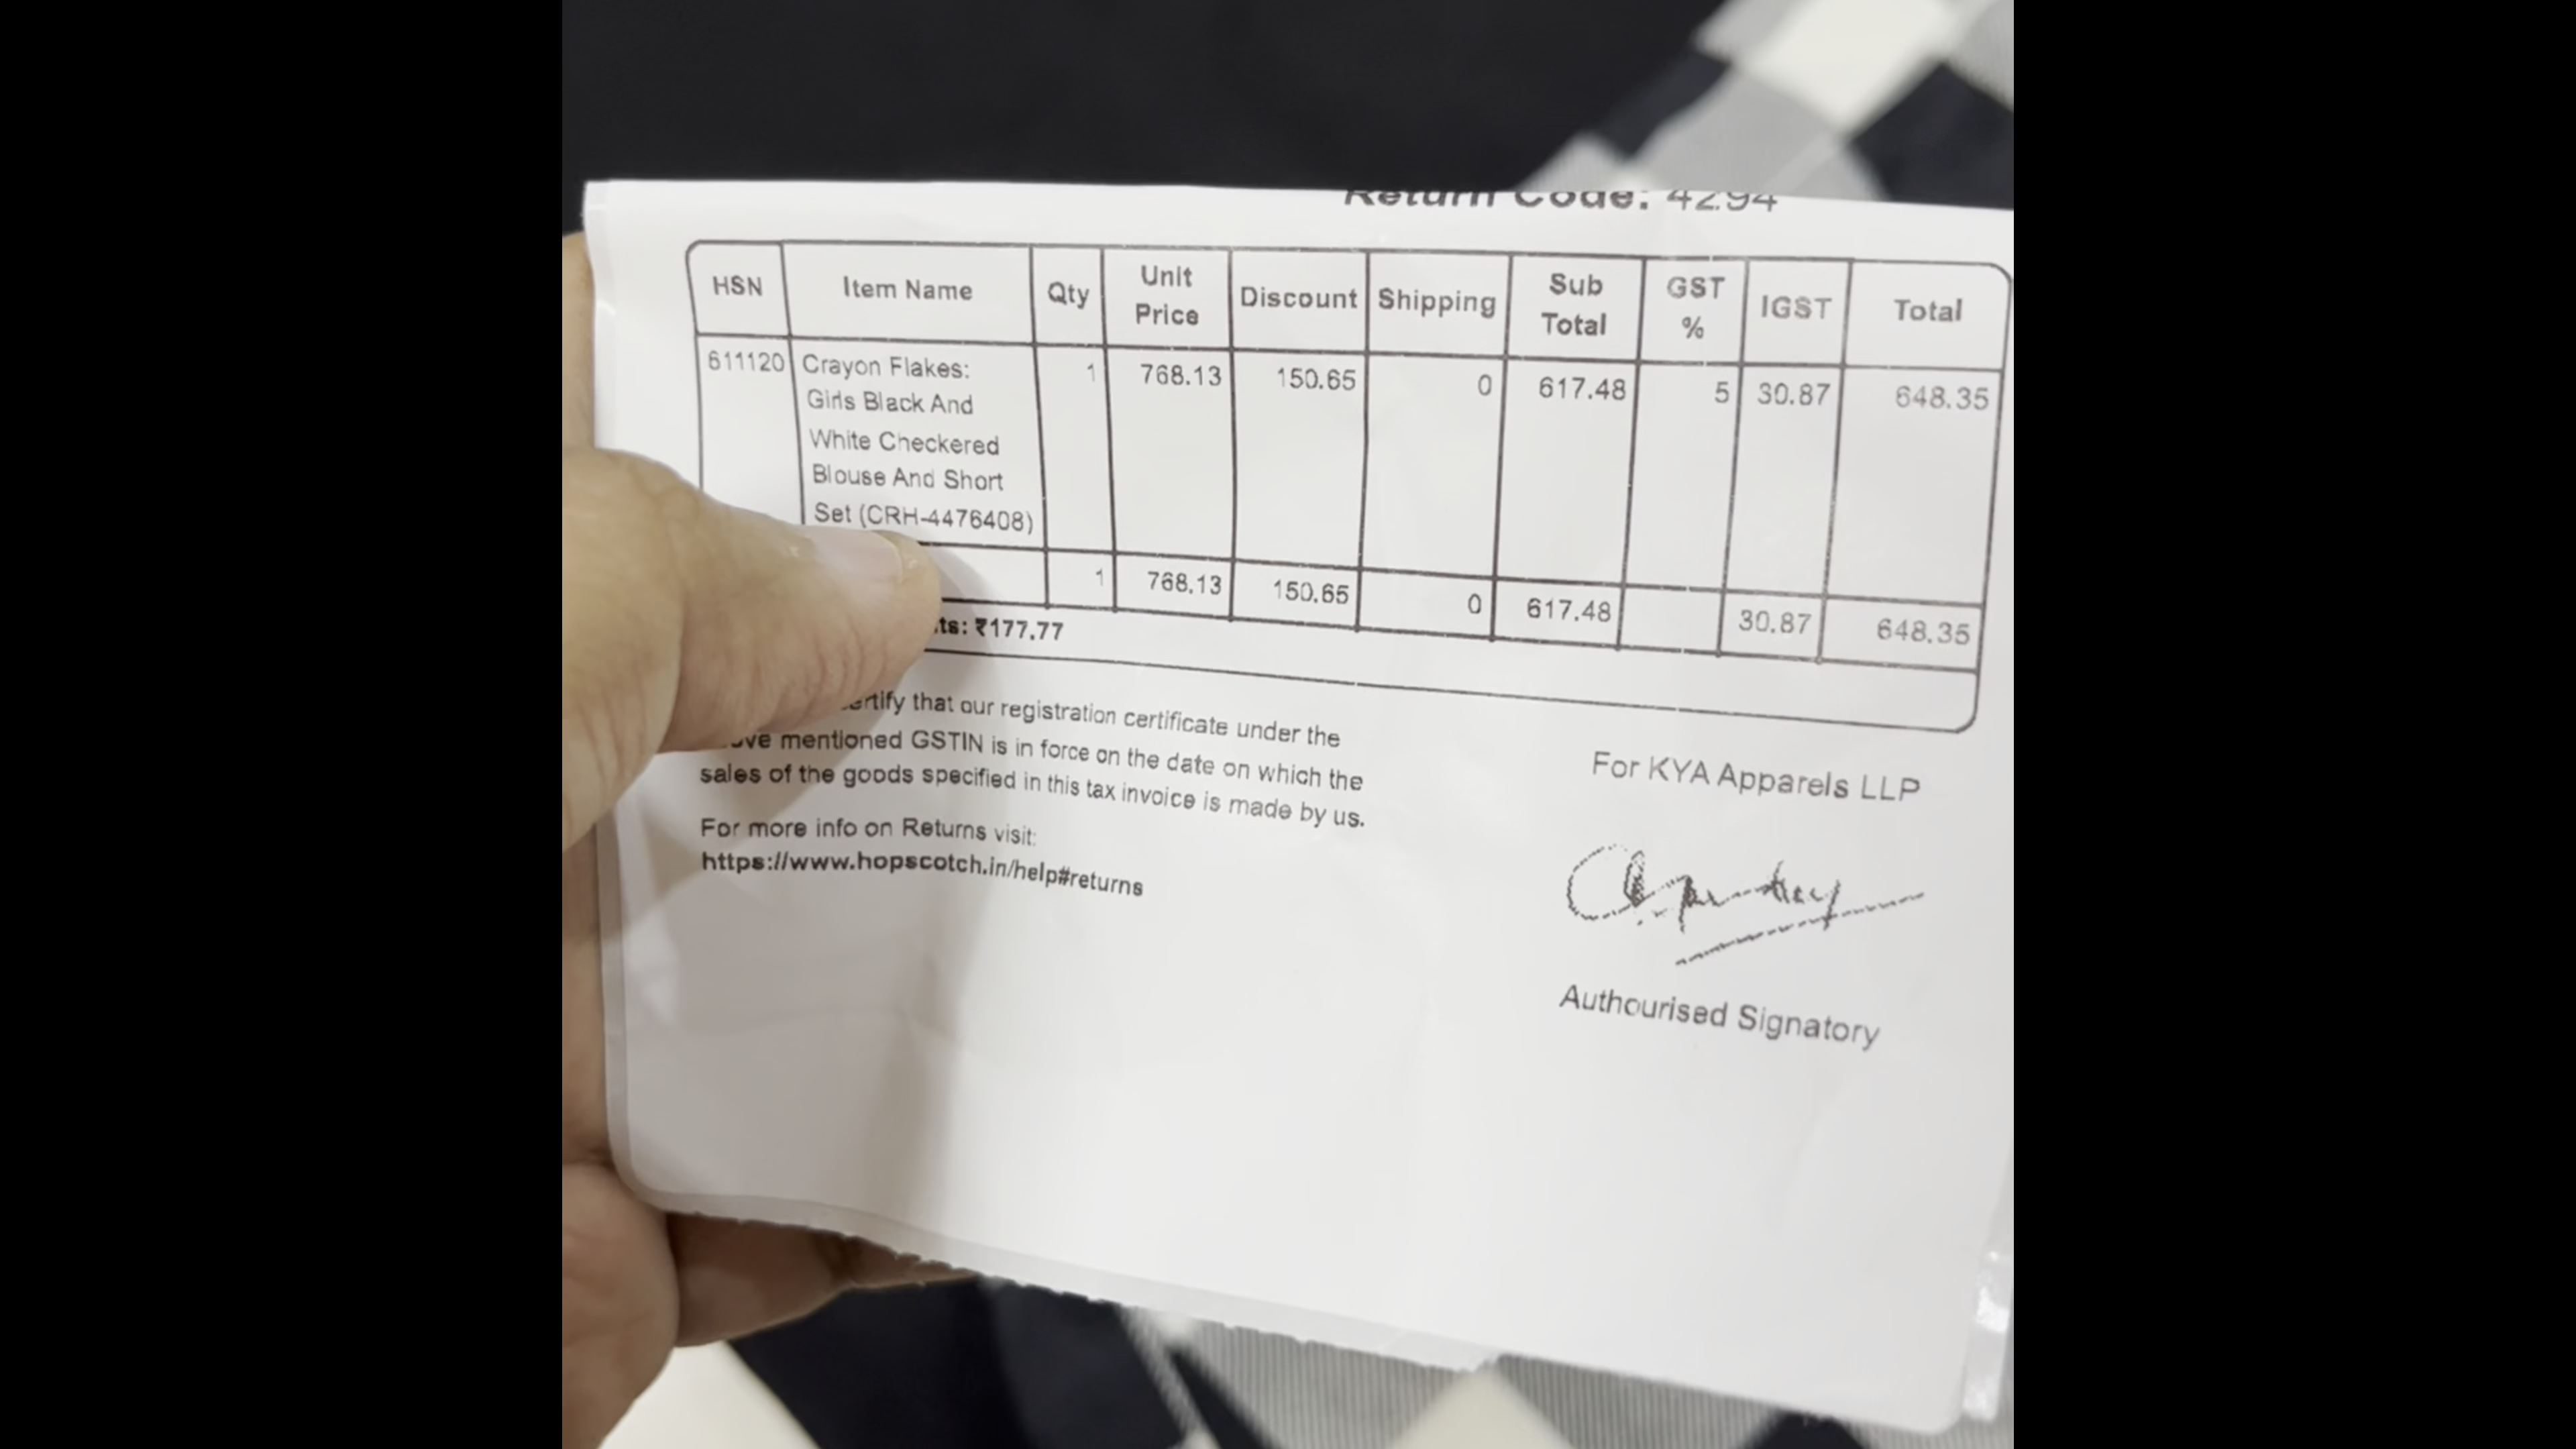 Return Code: 4294
HSN Item Name Qty Unit Price Discount Shipping Sub Total GST % IGST Total
611120 Crayon Flakes: 1 768.13 150.65 0 617.48 5 30.87 648.35
Girls Black And
White Checkered
Blouse And Short
Set (CRH-4476408)
1 768.13 150.65 0 617.48 30.87 648.35
₹177.77
that our registration certificate under the
mentioned GSTIN is in force on the date on which the
sales of the goods specified in this tax invoice is made by us.
For more info on Returns visit:
https://www.hopscotch.in/help#returns
For KYA Apparels LLP
Authourised Signatory